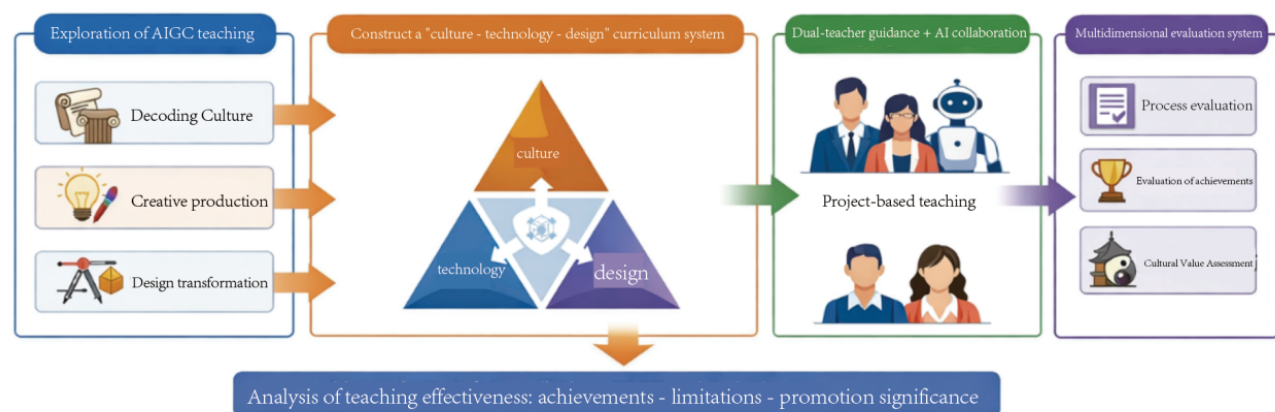 Exploration of AIGC teaching
Decoding Culture
Creative production
Design transformation
Construct a "culture - technology - design" curriculum system
culture
technology
design
Dual-teacher guidance + AI collaboration
Project-based teaching
Multidimensional evaluation system
Process evaluation
Evaluation of achievements
Cultural Value Assessment
Analysis of teaching effectiveness: achievements - limitations - promotion significance